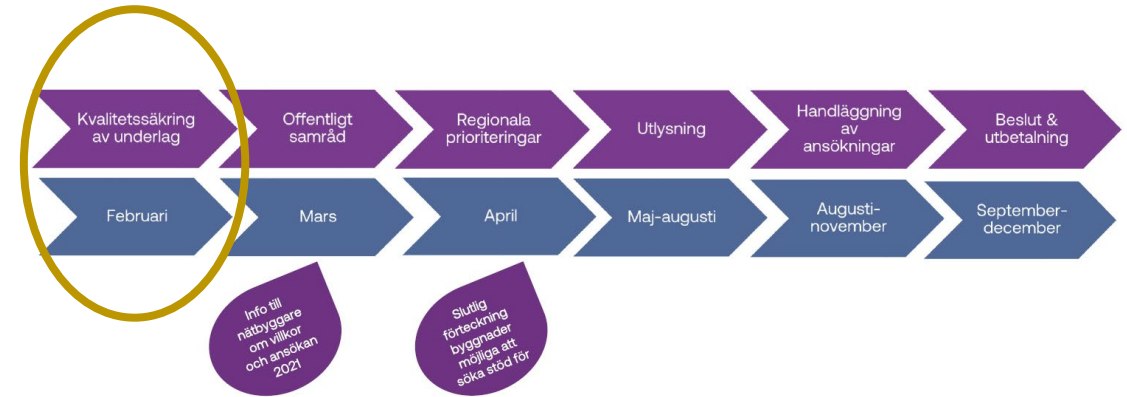 Kvalitetssäkring
av underlag
Offentligt
samråd
Regionala
prioriteringar
Utlysning
Handläggning
av
ansökningar
Beslut &
utbetalning
Februari
Mars
April
Maj-augusti
Augusti-
november
September-
december
Info till
nätbyggare
om villkor
och ansökan
2021
Slutlig
förteckning
byggnader
möjliga att
söka stöd för